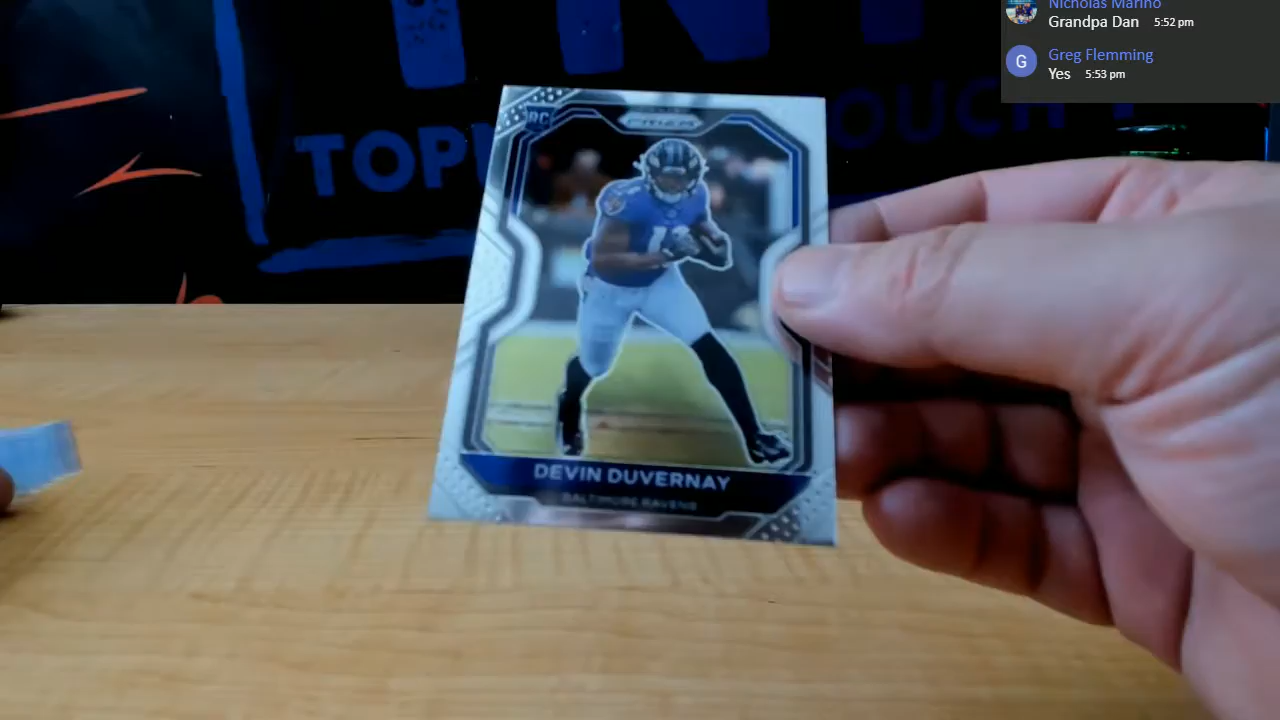 Nicholas Marino
Grandpa Dan 5:52 pm
G Greg Flemming
Yes 5:53 pm
RC
PRIZM
TOP
OUCH
DEVIN DUVERNAY
BALTIMORE RAVENS